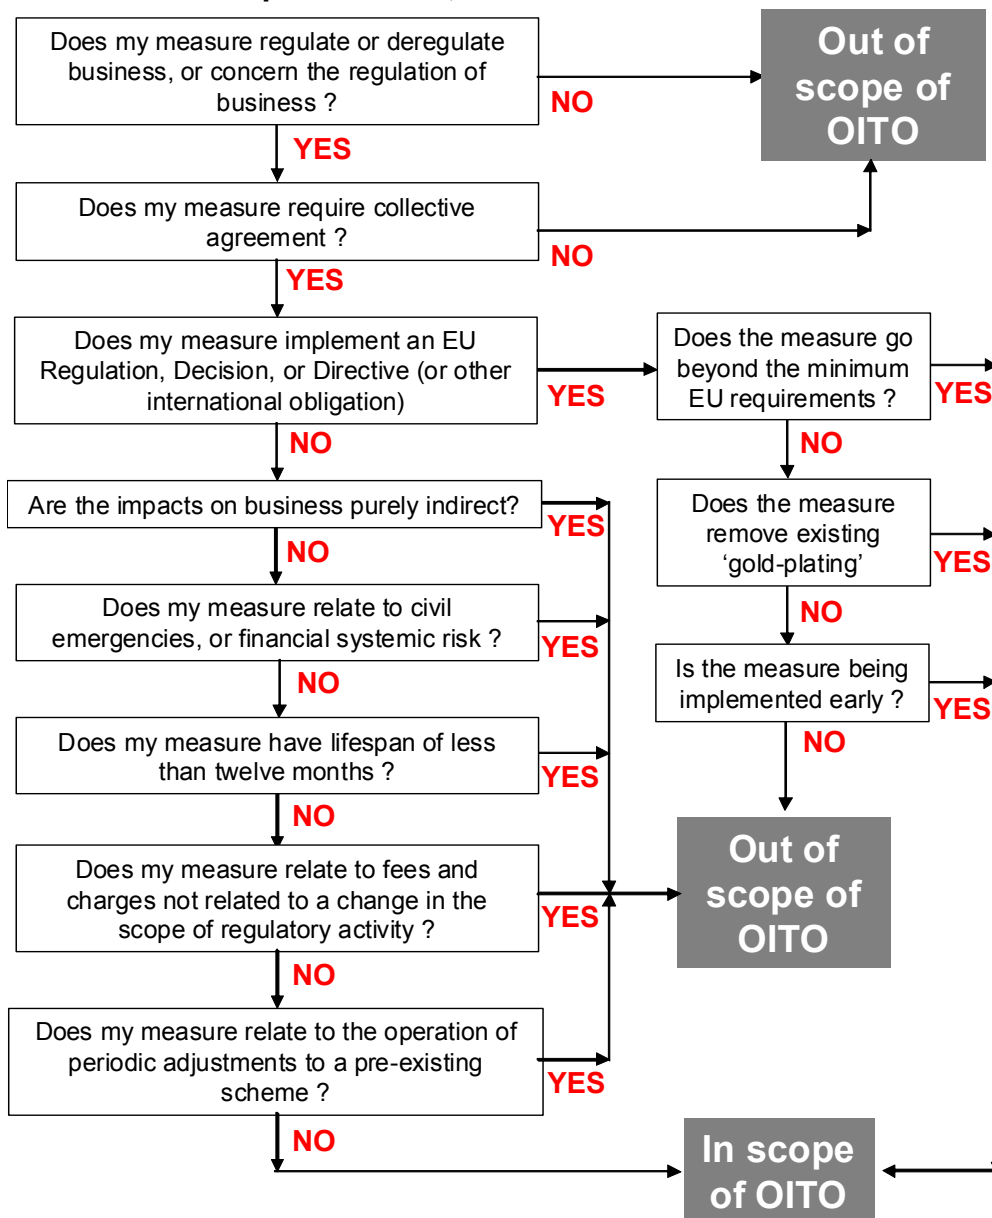 Does my measure regulate or deregulate
business, or concern the regulation of
business ?
NO
Out of
scope of
OITO
YES
Does my measure require collective
agreement ?
NO
YES
Does my measure implement an EU
Regulation, Decision, or Directive (or other
international obligation)
YES
Does the measure go
beyond the minimum
EU requirements ?
YES
NO
NO
Are the impacts on business purely indirect?
YES
Does the measure
remove existing
‘gold-plating’
YES
NO
NO
Does my measure relate to civil
emergencies, or financial systemic risk ?
YES
Is the measure being
implemented early ?
YES
NO
NO
Does my measure have lifespan of less
than twelve months ?
YES
NO
Does my measure relate to fees and
charges not related to a change in the
scope of regulatory activity ?
YES
Out of
scope of
OITO
NO
Does my measure relate to the operation of
periodic adjustments to a pre-existing
scheme ?
YES
NO
In scope
of OITO